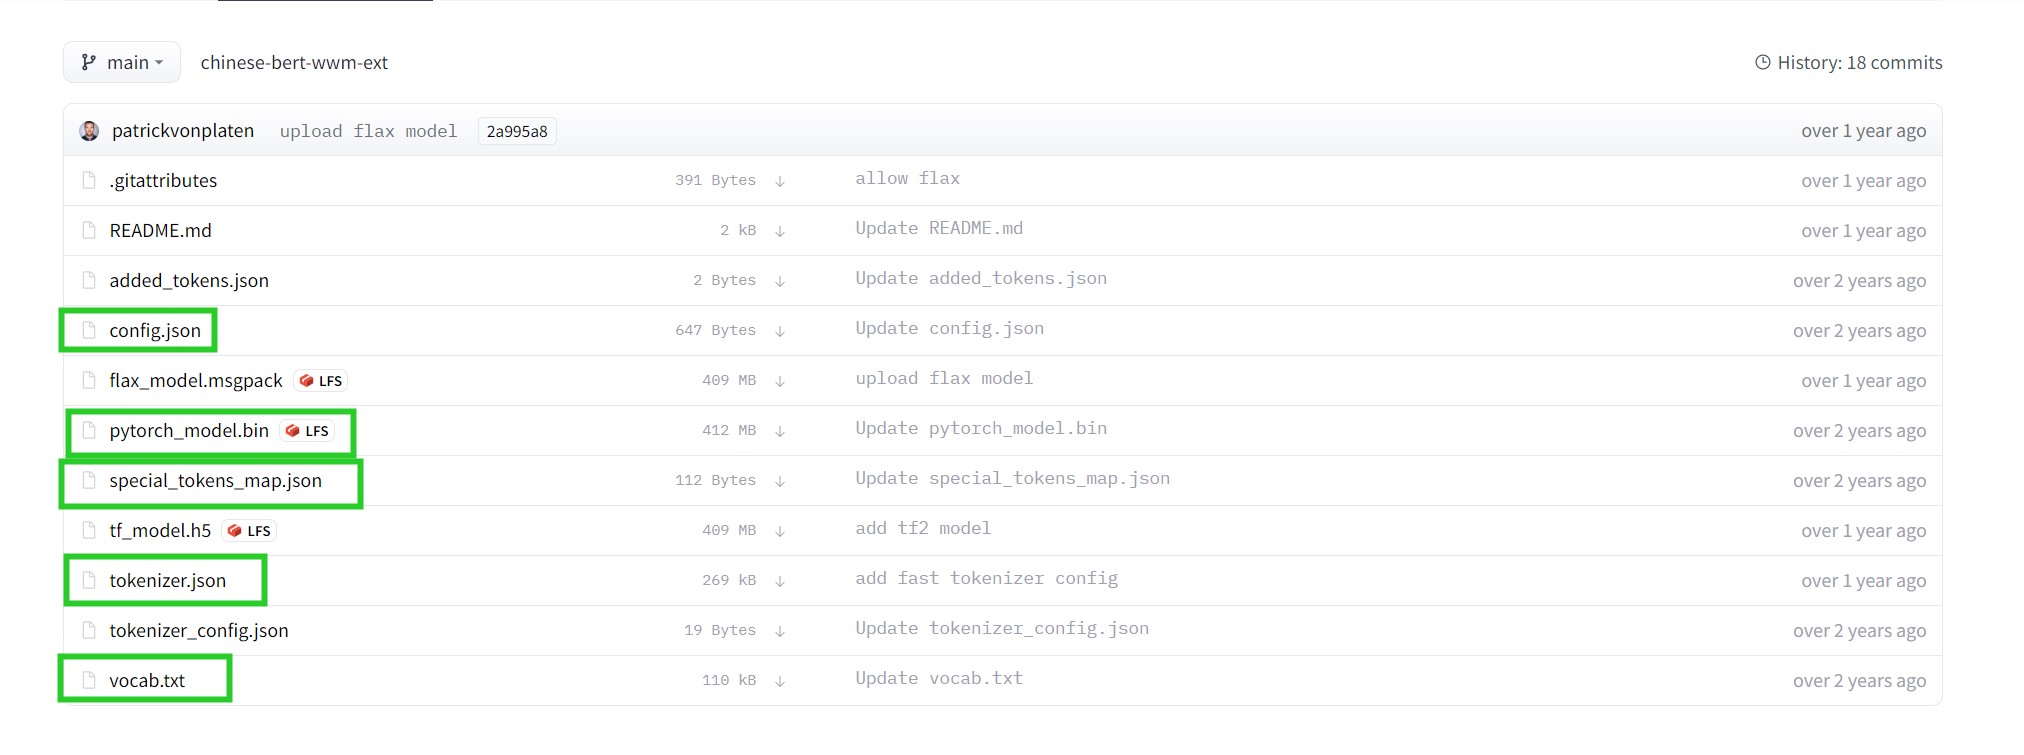 main chinese-bert-wwm-ext History: 18 commits
patrickvonplaten upload flax model 2a995a8 over 1 year ago
.gitattributes 391 Bytes allow flax over 1 year ago
README.md 2 kB Update README.md over 1 year ago
added_tokens.json 2 Bytes Update added_tokens.json over 2 years ago
config.json 647 Bytes Update config.json over 2 years ago
flax_model.msgpack LFS 409 MB upload flax model over 1 year ago
pytorch_model.bin LFS 412 MB Update pytorch_model.bin over 2 years ago
special_tokens_map.json 112 Bytes Update special_tokens_map.json over 2 years ago
tf_model.h5 LFS 409 MB add tf2 model over 1 year ago
tokenizer.json 269 kB add fast tokenizer config over 1 year ago
tokenizer_config.json 19 Bytes Update tokenizer_config.json over 2 years ago
vocab.txt 110 kB Update vocab.txt over 2 years ago